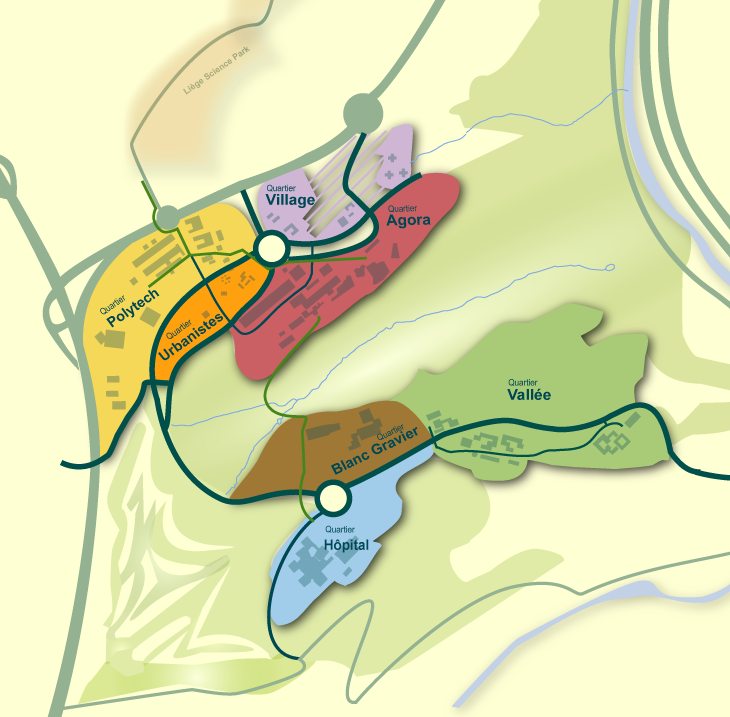 Liège Science Park
Quartier
Village
Quartier
Agora
Quartier
Polytech
Quartier
Urbanistes
Quartier
Vallée
Quartier
Blanc Gravier
Quartier
Hôpital